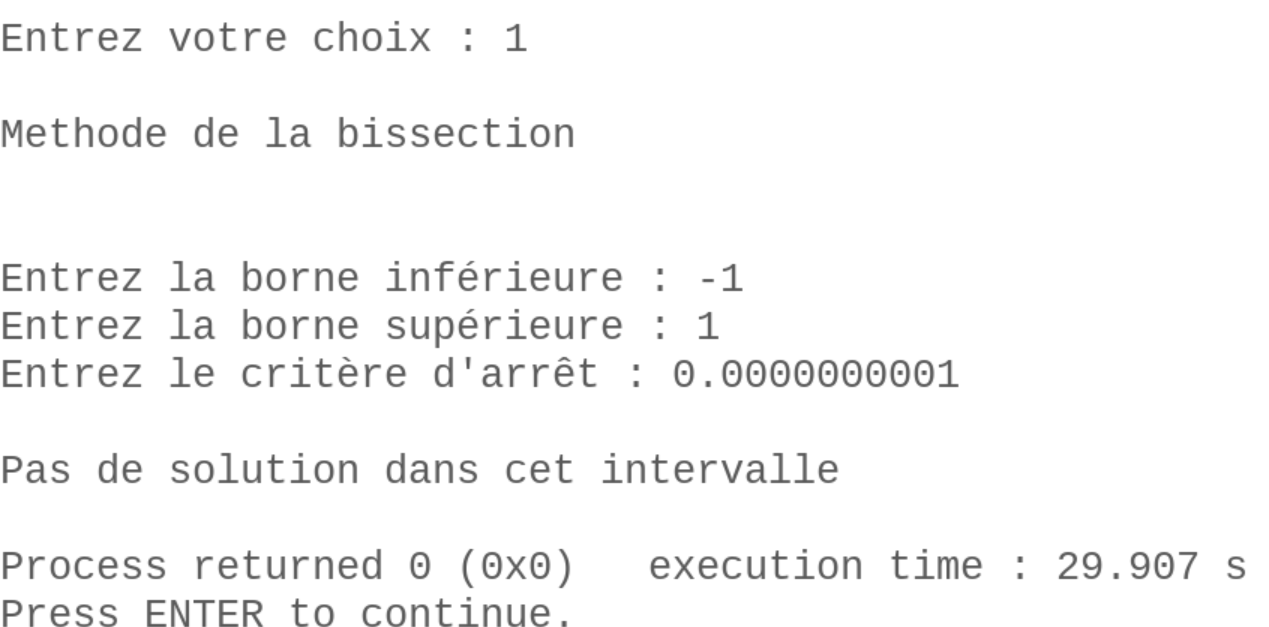 Entrez votre choix : 1
Methode de la bissection
Entrez la borne inférieure : -1
Entrez la borne supérieure : 1
Entrez le critère d'arrêt : 0.0000000001
Pas de solution dans cet intervalle
Process returned 0 (0x0)   execution time : 29.907 s
Press ENTER to continue.